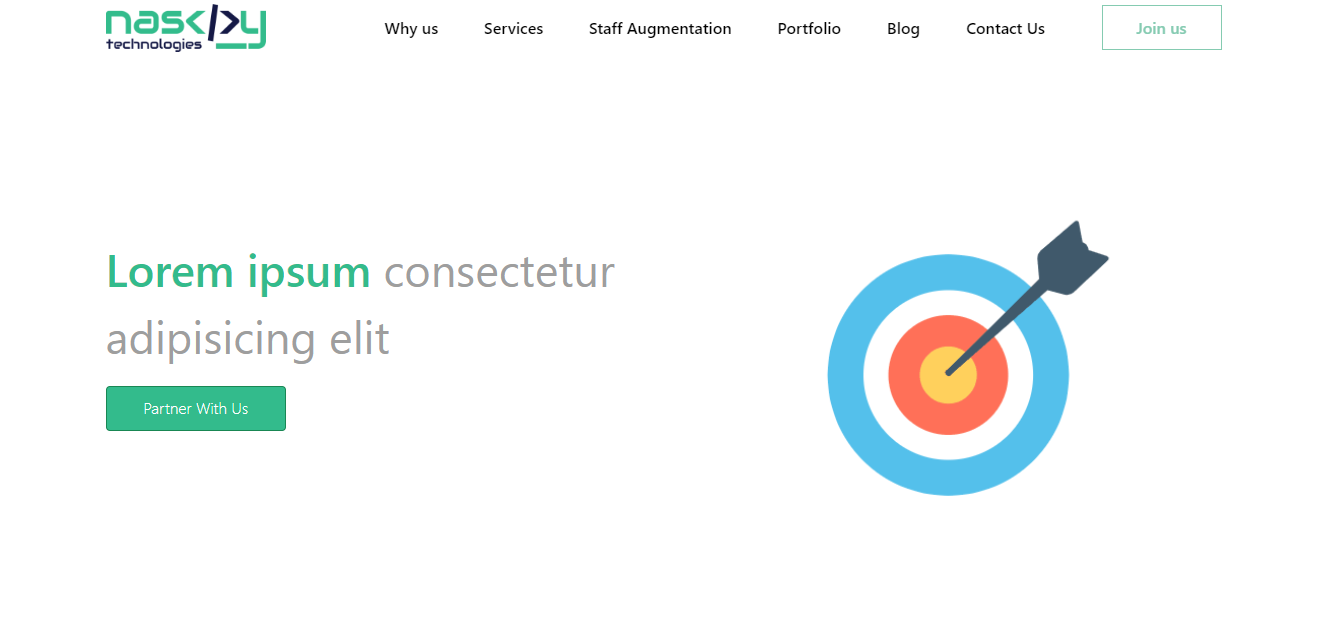 nas</>y
technologies
Why us
Services
Staff Augmentation
Portfolio
Blog
Contact Us
Join us
Lorem ipsum consectetur
adipisicing elit
Partner With Us